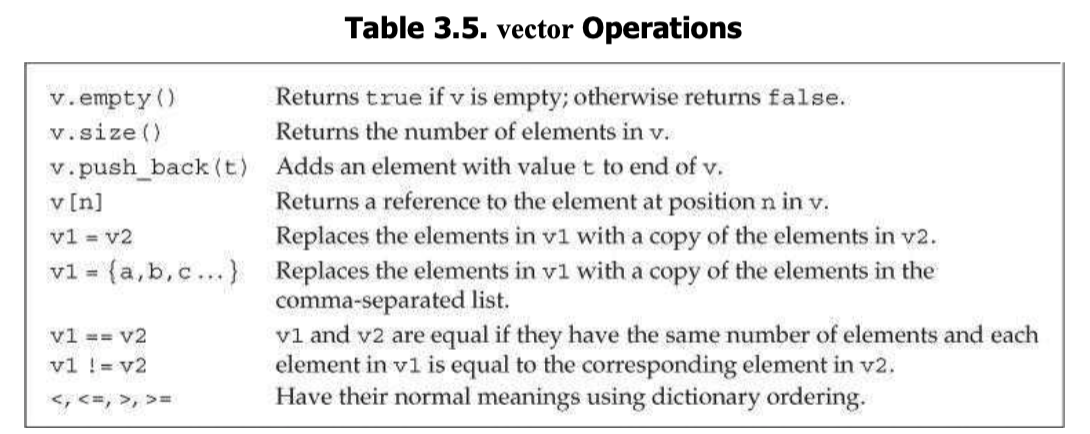 Table 3.5. vector Operations
v.empty() Returns true if v is empty; otherwise returns false.
v.size() Returns the number of elements in v.
v.push_back(t) Adds an element with value t to end of v.
v[n] Returns a reference to the element at position n in v.
v1 = v2 Replaces the elements in v1 with a copy of the elements in v2.
v1 = {a,b,c ... } Replaces the elements in v1 with a copy of the elements in the
comma-separated list.
v1 == v2 v1 and v2 are equal if they have the same number of elements and each
v1 != v2 element in v1 is equal to the corresponding element in v2.
<, <=, >, >= Have their normal meanings using dictionary ordering.